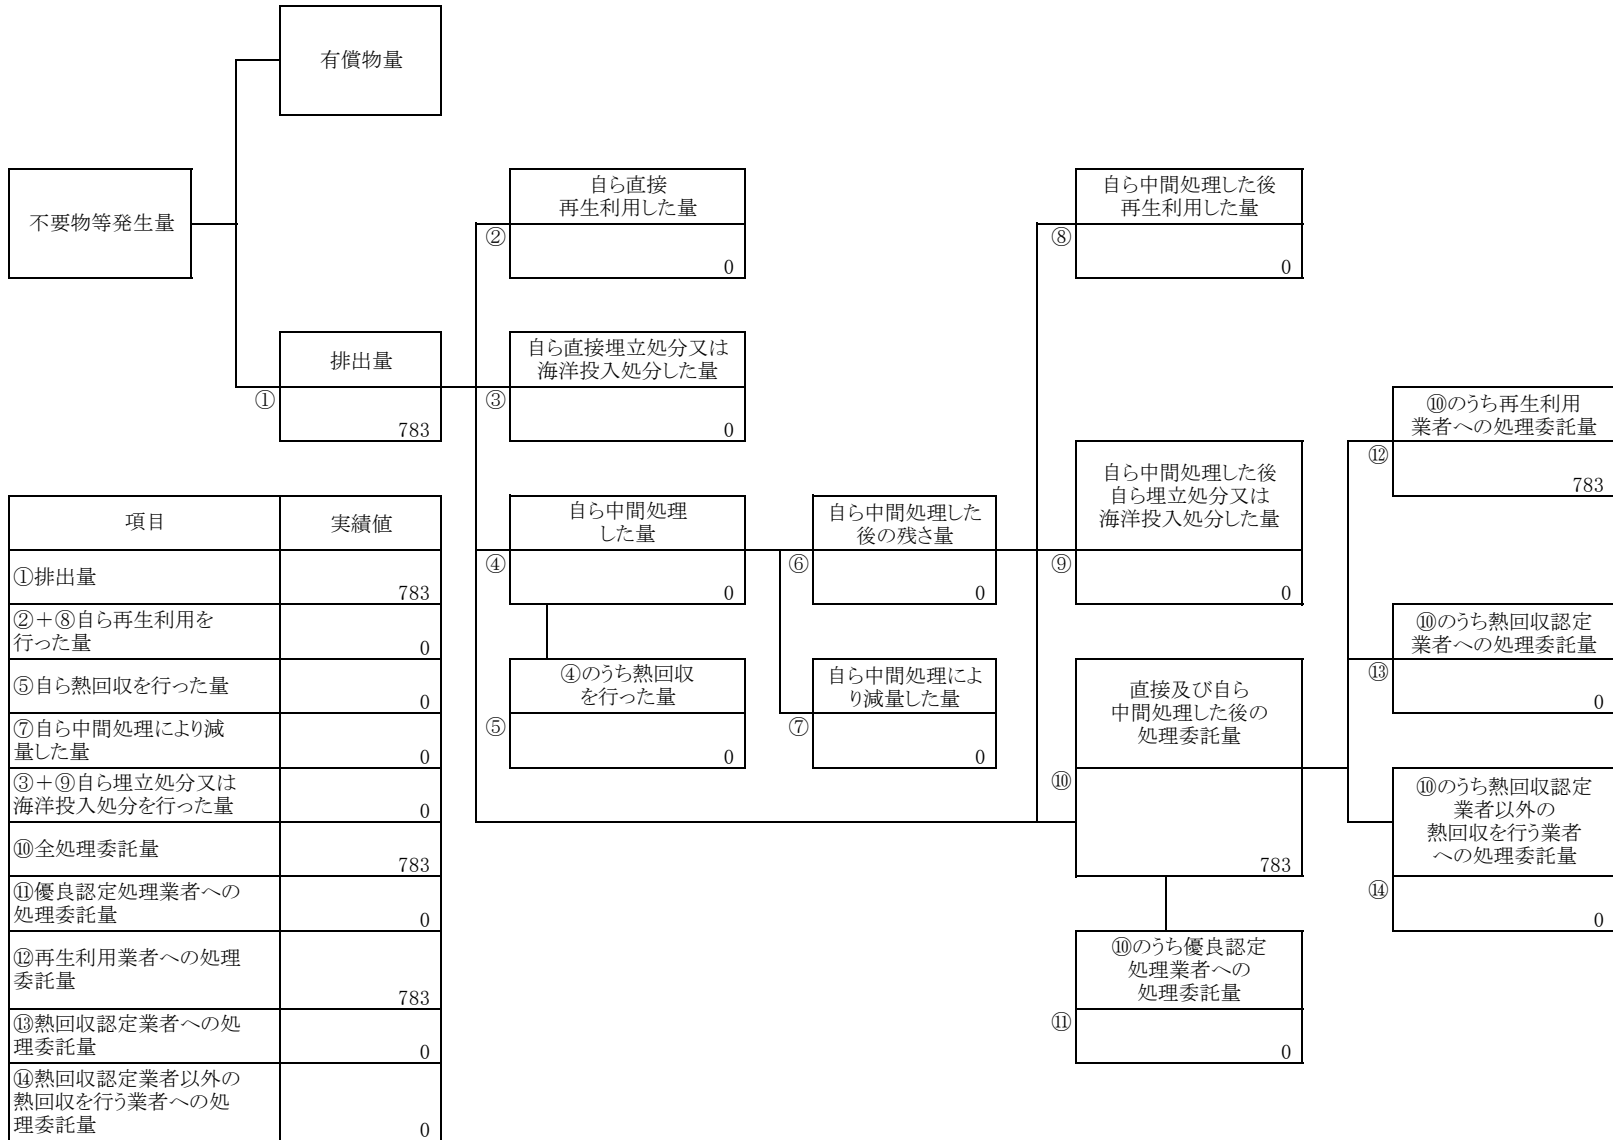 有償物量
不要物等発生量
自ら直接
再生利用した量
②
0
自ら中間処理した後
再生利用した量
⑧
0
排出量
①
783
自ら直接埋立処分又は
海洋投入処分した量
③
0
⑩のうち再生利用
業者への処理委託量
⑫
783
自ら中間処理
した量
④
0
自ら中間処理した
後の残さ量
⑥
0
自ら中間処理した後
自ら埋立処分又は
海洋投入処分した量
⑨
0
⑩のうち熱回収認定
業者への処理委託量
⑬
0
④のうち熱回収
を行った量
⑤
0
自ら中間処理によ
り減量した量
⑦
0
直接及び自ら
中間処理した後の
処理委託量
⑩
783
⑩のうち熱回収認定
業者以外の
熱回収を行う業者
への処理委託量
⑭
0
⑩のうち優良認定
処理業者への
処理委託量
⑪
0
項目 実績値
①排出量
783
②＋⑧自ら再生利用を
行った量
0
⑤自ら熱回収を行った量
0
⑦自ら中間処理により減
量した量
0
③＋⑨自ら埋立処分又は
海洋投入処分を行った量
0
⑩全処理委託量
783
⑪優良認定処理業者への
処理委託量
0
⑫再生利用業者への処理
委託量
783
⑬熱回収認定業者への処
理委託量
0
⑭熱回収認定業者以外の
熱回収を行う業者への処
理委託量
0